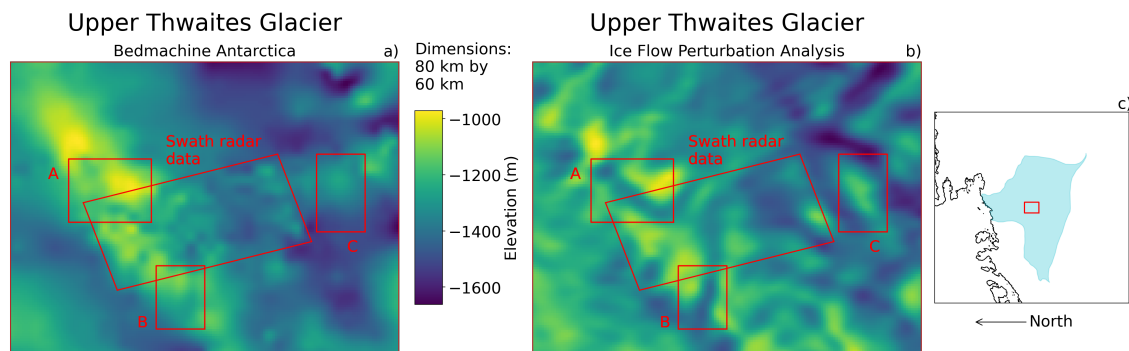 Upper Thwaites Glacier
Bedmachine Antarctica
a)
Dimensions:
80 km by
60 km
Swath radar
data
A
B
C
Elevation (m)
−1000
−1200
−1400
−1600
Upper Thwaites Glacier
Ice Flow Perturbation Analysis
b)
Swath radar
data
A
B
C
c)
North